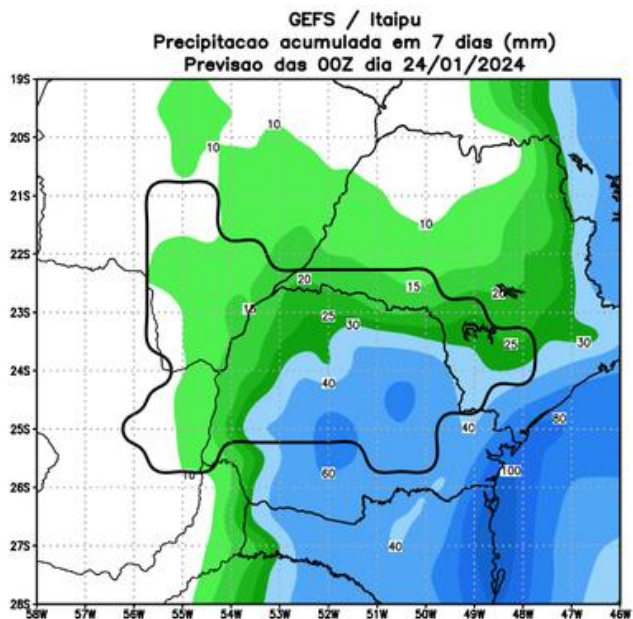 GEFS / Itaipu
Precipitacao acumulada em 7 dias (mm)
Previsao das 00Z dia 24/01/2024
19S
20S
10
10
21S
10
22S
20
15
20
23S
15
25
30
30
25
24S
40
80
40
25S
60
100
10
26S
27S
40
28S
58W 57W 56W 55W 54W 53W 52W 51W 50W 49W 48W 47W 46W